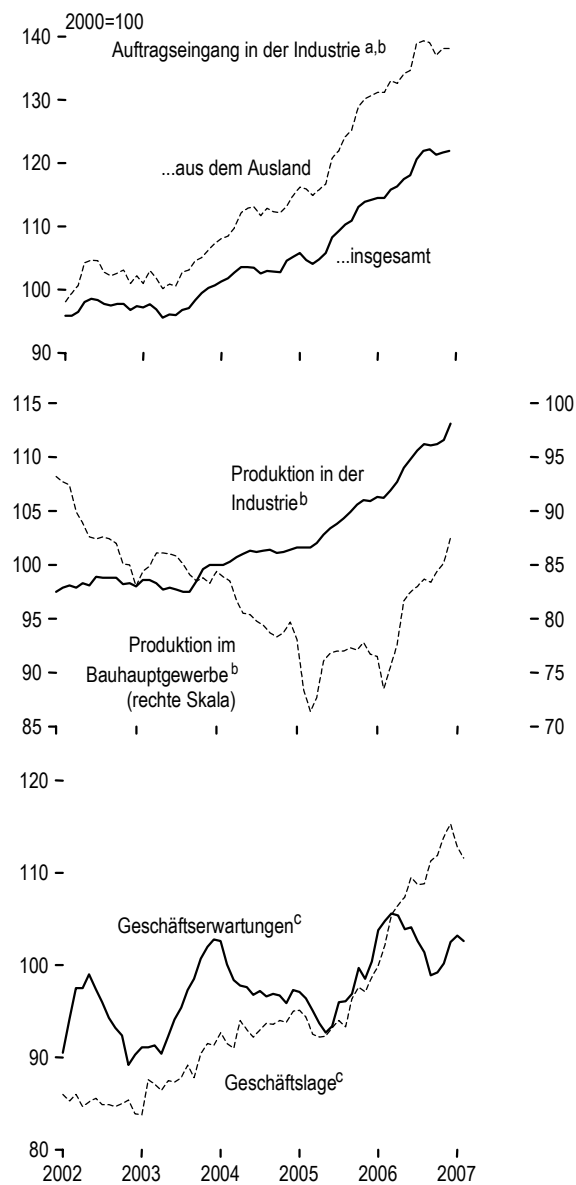 2000=100
140
Auftragseingang in der Industrie a,b
130
120
...aus dem Ausland
110
...insgesamt
100
90
115
100
110
Produktion in der
Industrie b
95
105
90
100
85
95
80
Produktion im
Bauhauptgewerbe b
(rechte Skala)
90
75
85
70
120
110
Geschäftserwartungen c
100
90
Geschäftslage c
80
2002 2003 2004 2005 2006 2007